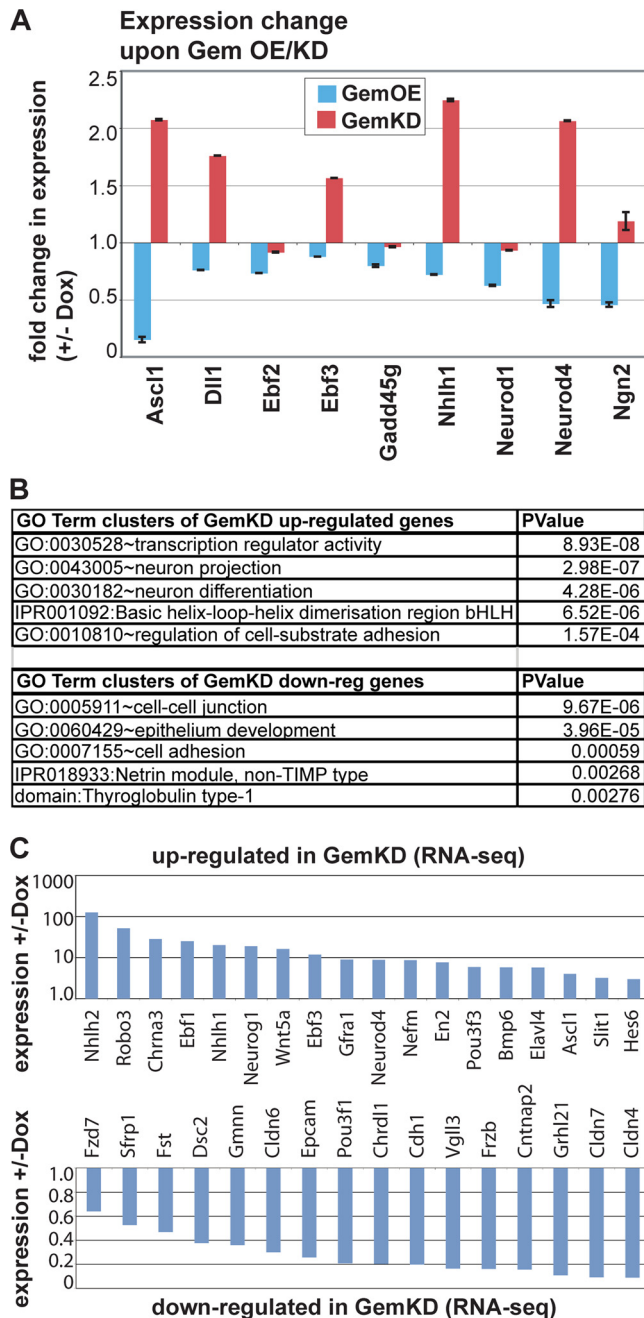 A
Expression change
upon Gem OE/KD
fold change in expression
(+/- Dox)
2.5
2.0
1.5
1.0
0.5
0
GemOE
GemKD
Ascl1
Dll1
Ebf2
Ebf3
Gadd45g
Nhlh1
Neurod1
Neurod4
Ngn2
B
GO Term clusters of GemKD up-regulated genes PValue
GO:0030528~transcription regulator activity 8.93E-08
GO:0043005~neuron projection 2.98E-07
GO:0030182~neuron differentiation 4.28E-06
IPR001092:Basic helix-loop-helix dimerisation region bHLH 6.52E-06
GO:0010810~regulation of cell-substrate adhesion 1.57E-04
GO Term clusters of GemKD down-reg genes PValue
GO:0005911~cell-cell junction 9.67E-06
GO:0060429~epithelium development 3.96E-05
GO:0007155~cell adhesion 0.00059
IPR018933:Netrin module, non-TIMP type 0.00268
domain:Thyroglobulin type-1 0.00276
C
up-regulated in GemKD (RNA-seq)
expression +/-Dox
1000
100
10
1.0
Nhlh2
Robo3
Chrna3
Ebf1
Nhlh1
Neurog1
Wnt5a
Ebf3
Gfra1
Neurod4
Nefm
En2
Pou3f3
Bmp6
Elavl4
Ascl1
Slit1
Hes6
expression +/-Dox
Fzd7
Sfrp1
Fst
Dsc2
Gmnn
Cldn6
Epcam
Pou3f1
Chrdl1
Cdh1
Vgll3
Frzb
Cntnap2
Grhl21
Cldn7
Cldn4
1.0
0.8
0.6
0.4
0.2
0
down-regulated in GemKD (RNA-seq)